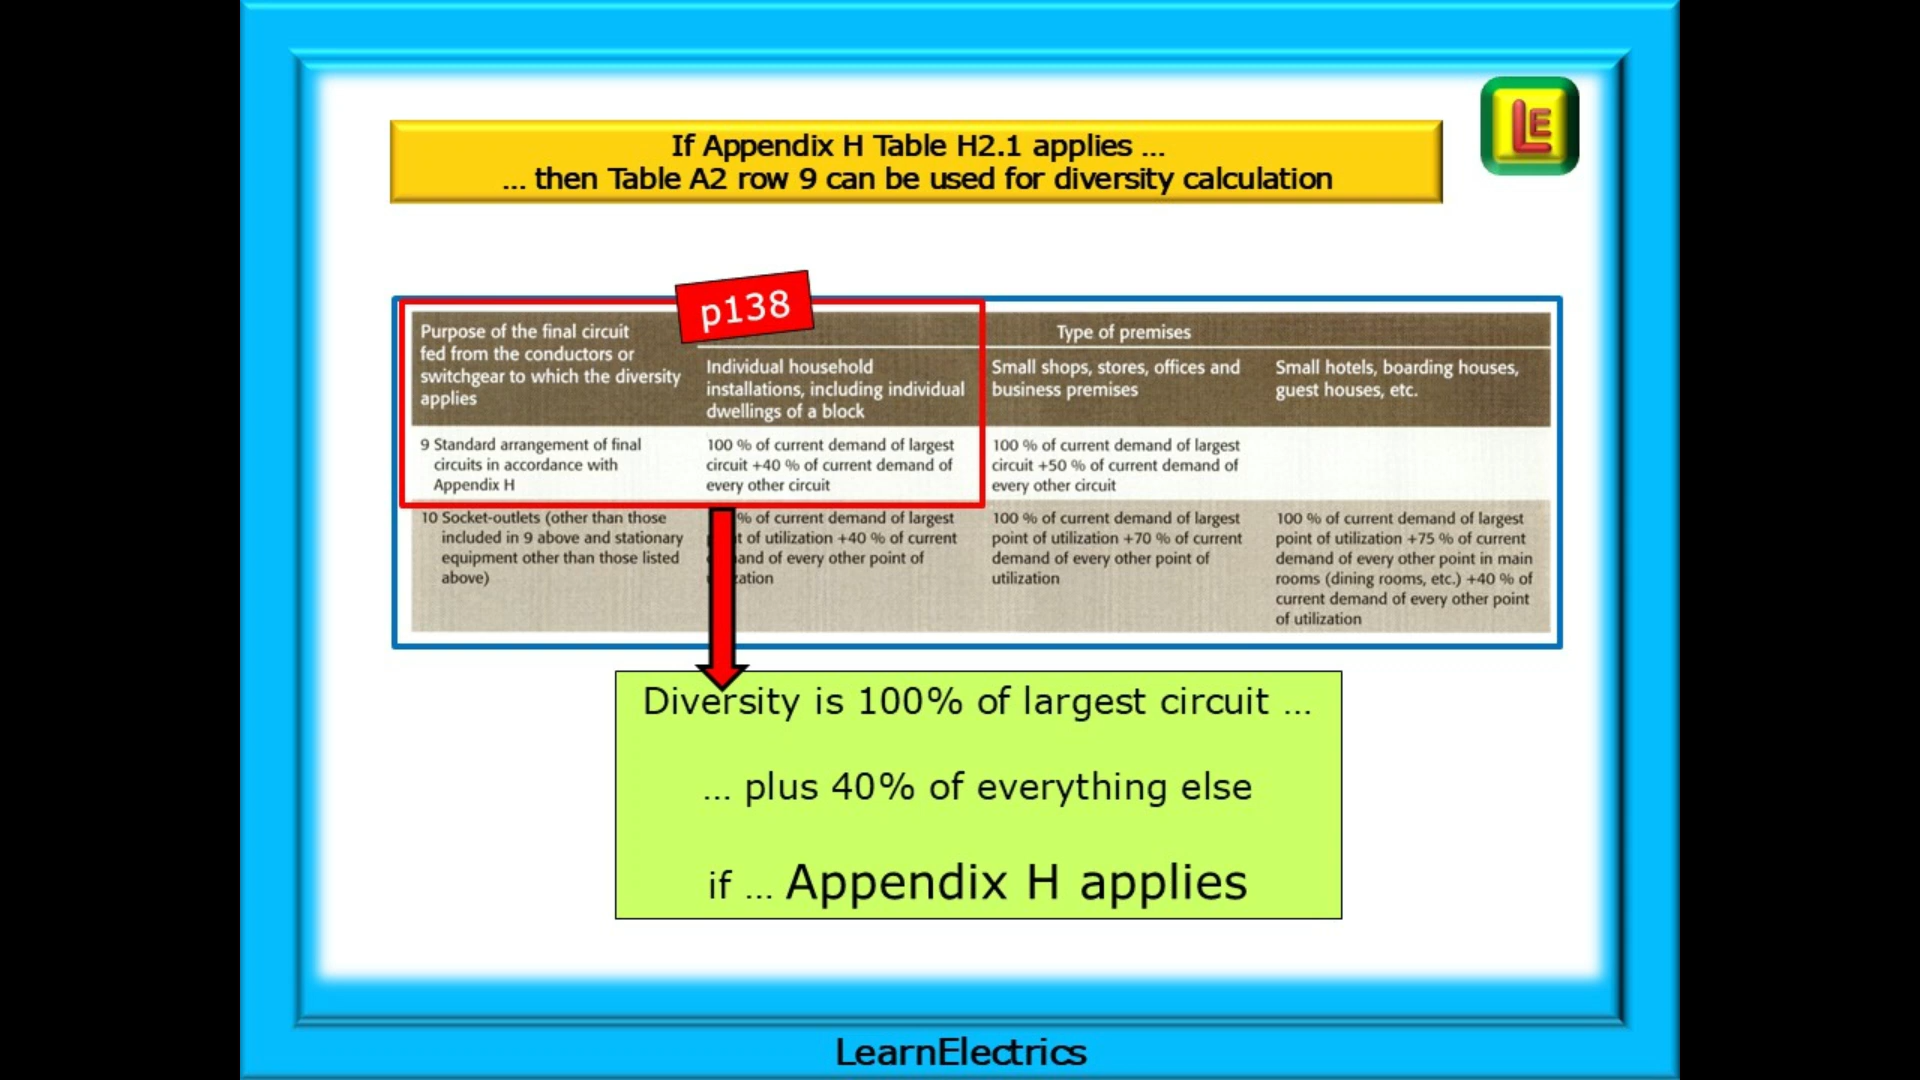 If Appendix H Table H2.1 applies ...
... then Table A2 row 9 can be used for diversity calculation
LE
p138
Purpose of the final circuit
fed from the conductors or
switchgear to which the diversity
applies
Type of premises
Individual household
installations, including individual
dwellings of a block
Small shops, stores, offices and
business premises
Small hotels, boarding houses,
guest houses, etc.
9 Standard arrangement of final
circuits in accordance with
Appendix H
100 % of current demand of largest
circuit +40 % of current demand of
every other circuit
100 % of current demand of largest
circuit +50 % of current demand of
every other circuit
10 Socket-outlets (other than those
included in 9 above and stationary
equipment other than those listed
above)
% of current demand of largest
t of utilization +40 % of current
and of every other point of
zation
100 % of current demand of largest
point of utilization +70 % of current
demand of every other point of
utilization
100 % of current demand of largest
point of utilization +75 % of current
demand of every other point in main
rooms (dining rooms, etc.) +40 % of
current demand of every other point
of utilization
Diversity is 100% of largest circuit ...
... plus 40% of everything else
if ... Appendix H applies
LearnElectrics